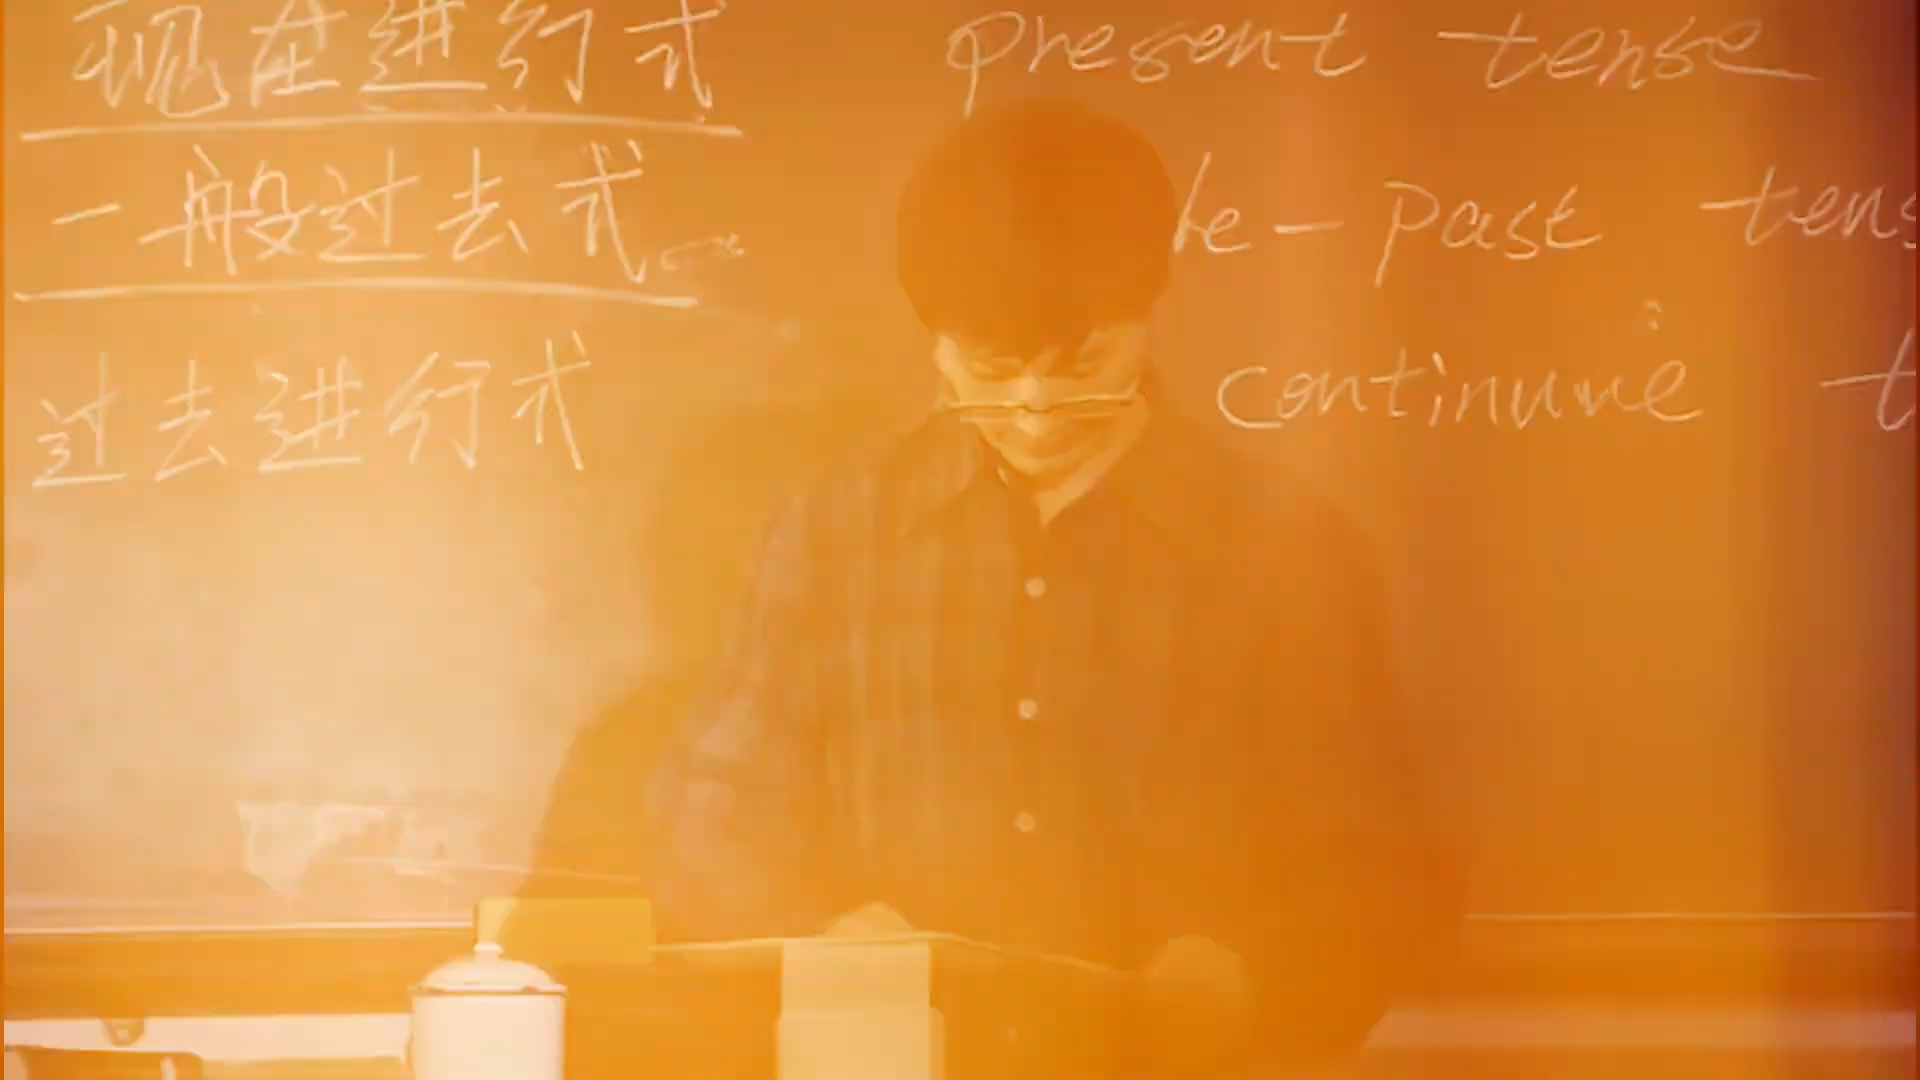 现在进行式 present tense
一般过去式 le-past tens
过去进行式 continuune t